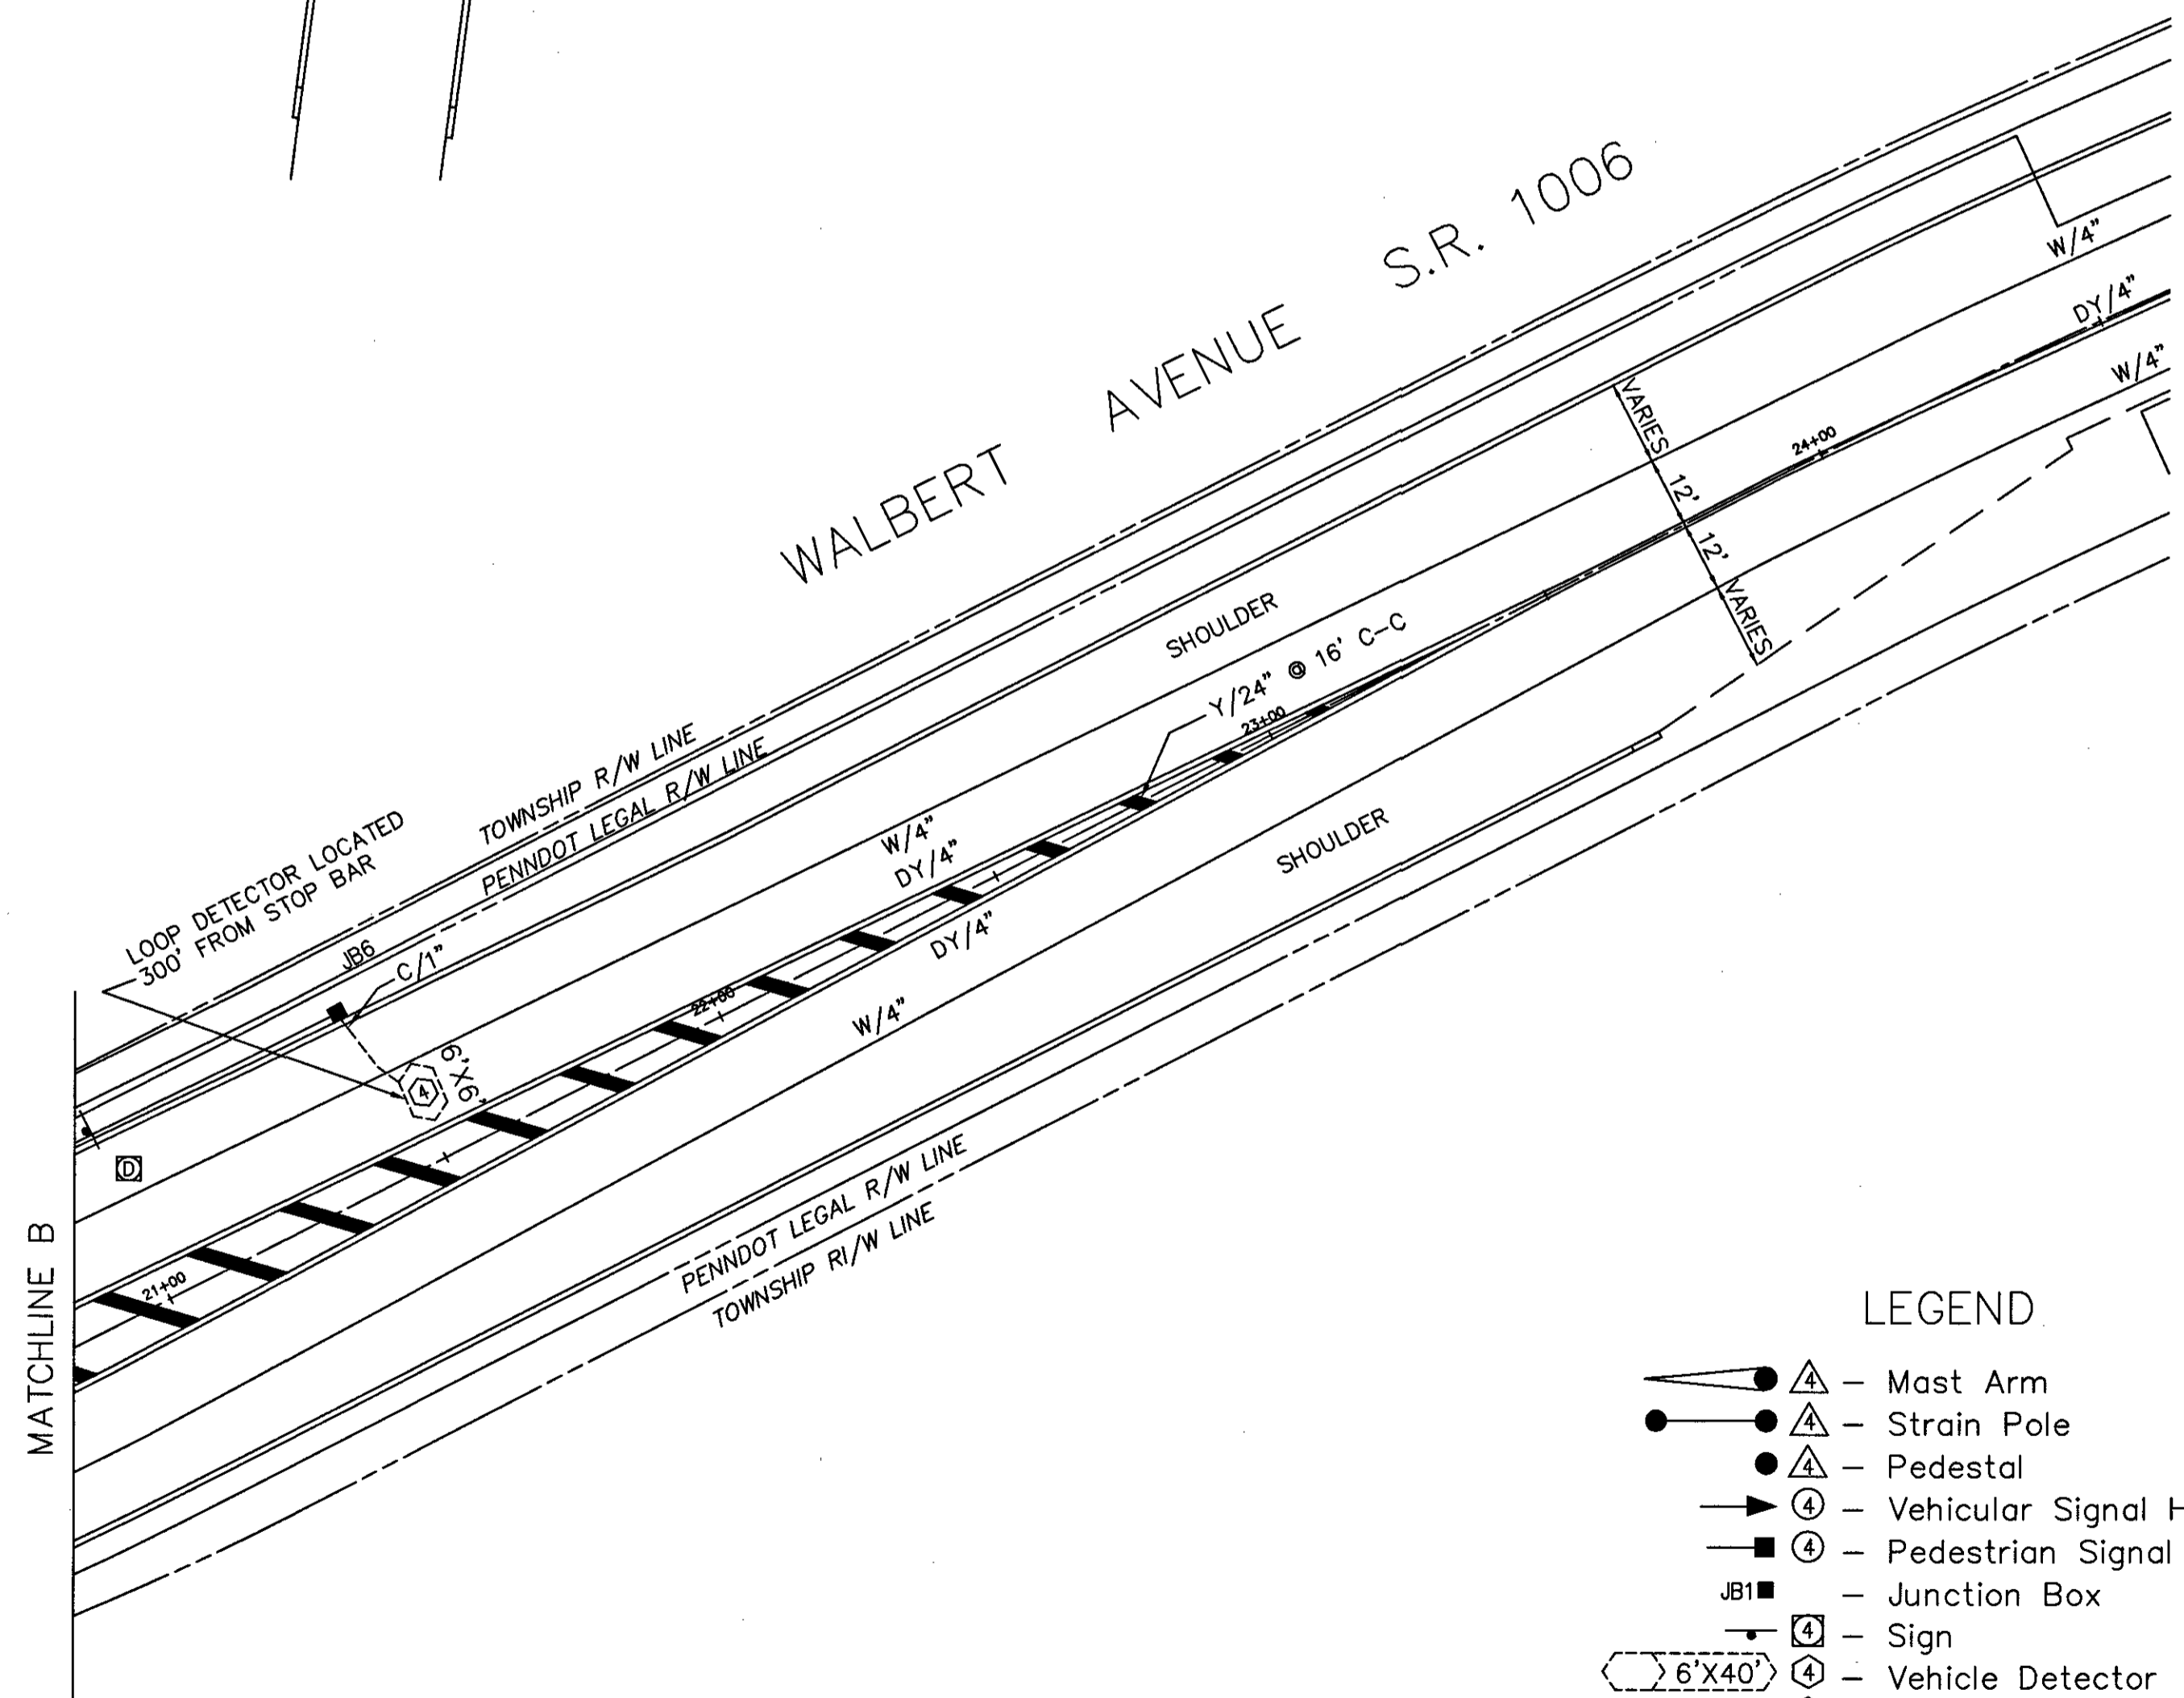 WALBERT AVENUE S.R. 1006
W/4"
DY/4"
W/4"
VARIES
12'
12'
VARIES
24+00
SHOULDER
Y/24" @ 16' C-C
23+00
TOWNSHIP R/W LINE
PENNDOT LEGAL R/W LINE
W/4"
DY/4"
SHOULDER
LOOP DETECTOR LOCATED
300' FROM STOP BAR
JB6
C/1"
DY/4"
22+00
W/4"
6'X6'
4
D
21+00
PENNDOT LEGAL R/W LINE
TOWNSHIP RI/W LINE
MATCHLINE B
LEGEND
4 - Mast Arm
4 - Strain Pole
4 - Pedestal
4 - Vehicular Signal H
4 - Pedestrian Signal
JB1 - Junction Box
4 - Sign
6'X40' 4 - Vehicle Detector